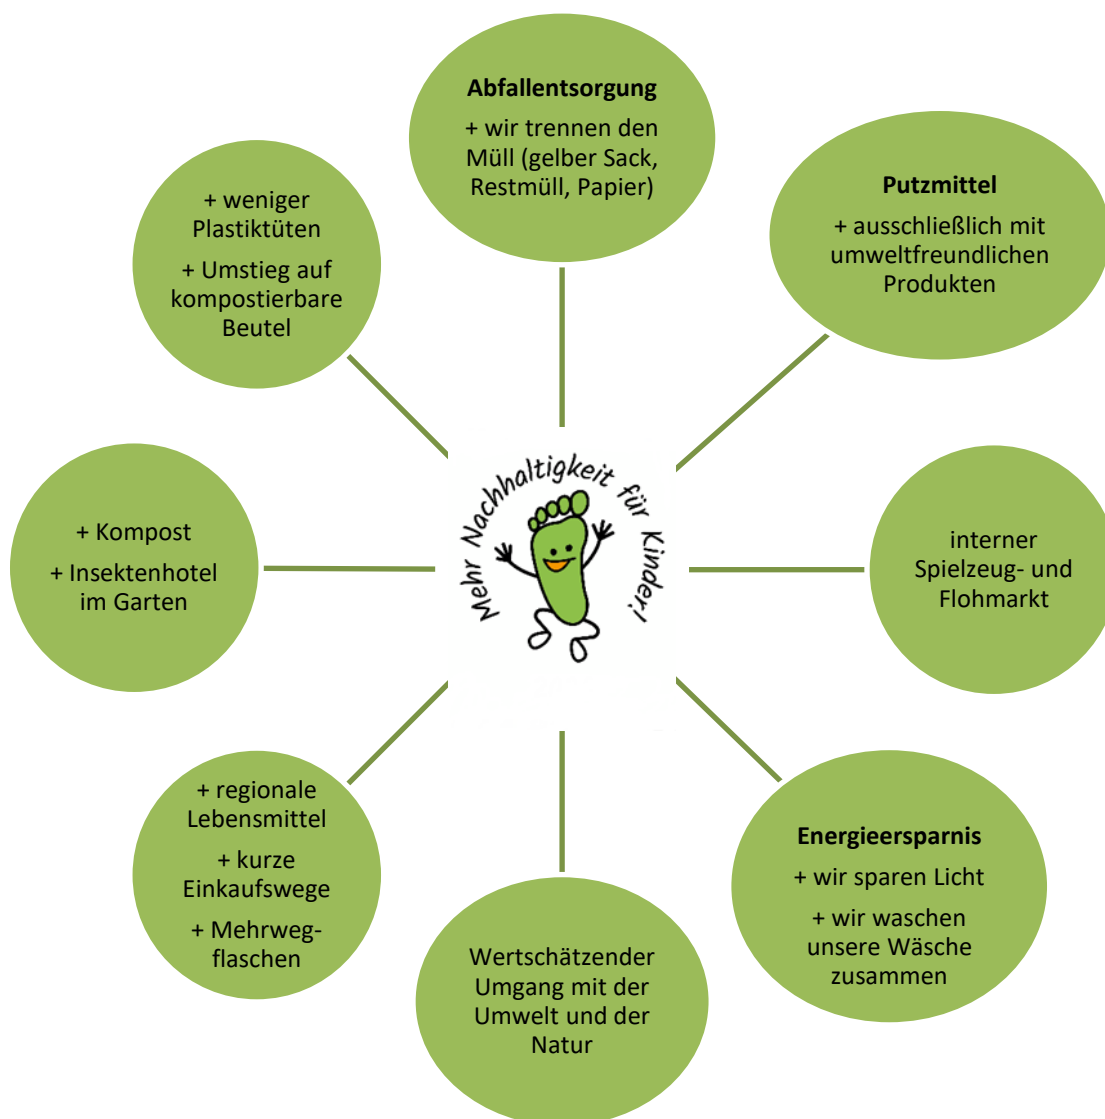 Abfallentsorgung
+ wir trennen den
Müll (gelber Sack,
Restmüll, Papier)
Putzmittel
+ ausschließlich mit
umweltfreundlichen
Produkten
interner
Spielzeug- und
Flohmarkt
Energieersparnis
+ wir sparen Licht
+ wir waschen
unsere Wäsche
zusammen
Wertschätzender
Umgang mit der
Umwelt und der
Natur
+ regionale
Lebensmittel
+ kurze
Einkaufswege
+ Mehrweg-
flaschen
+ Kompost
+ Insektenhotel
im Garten
+ weniger
Plastiktüten
+ Umstieg auf
kompostierbare
Beutel
Mehr Nachhaltigkeit für Kinder!